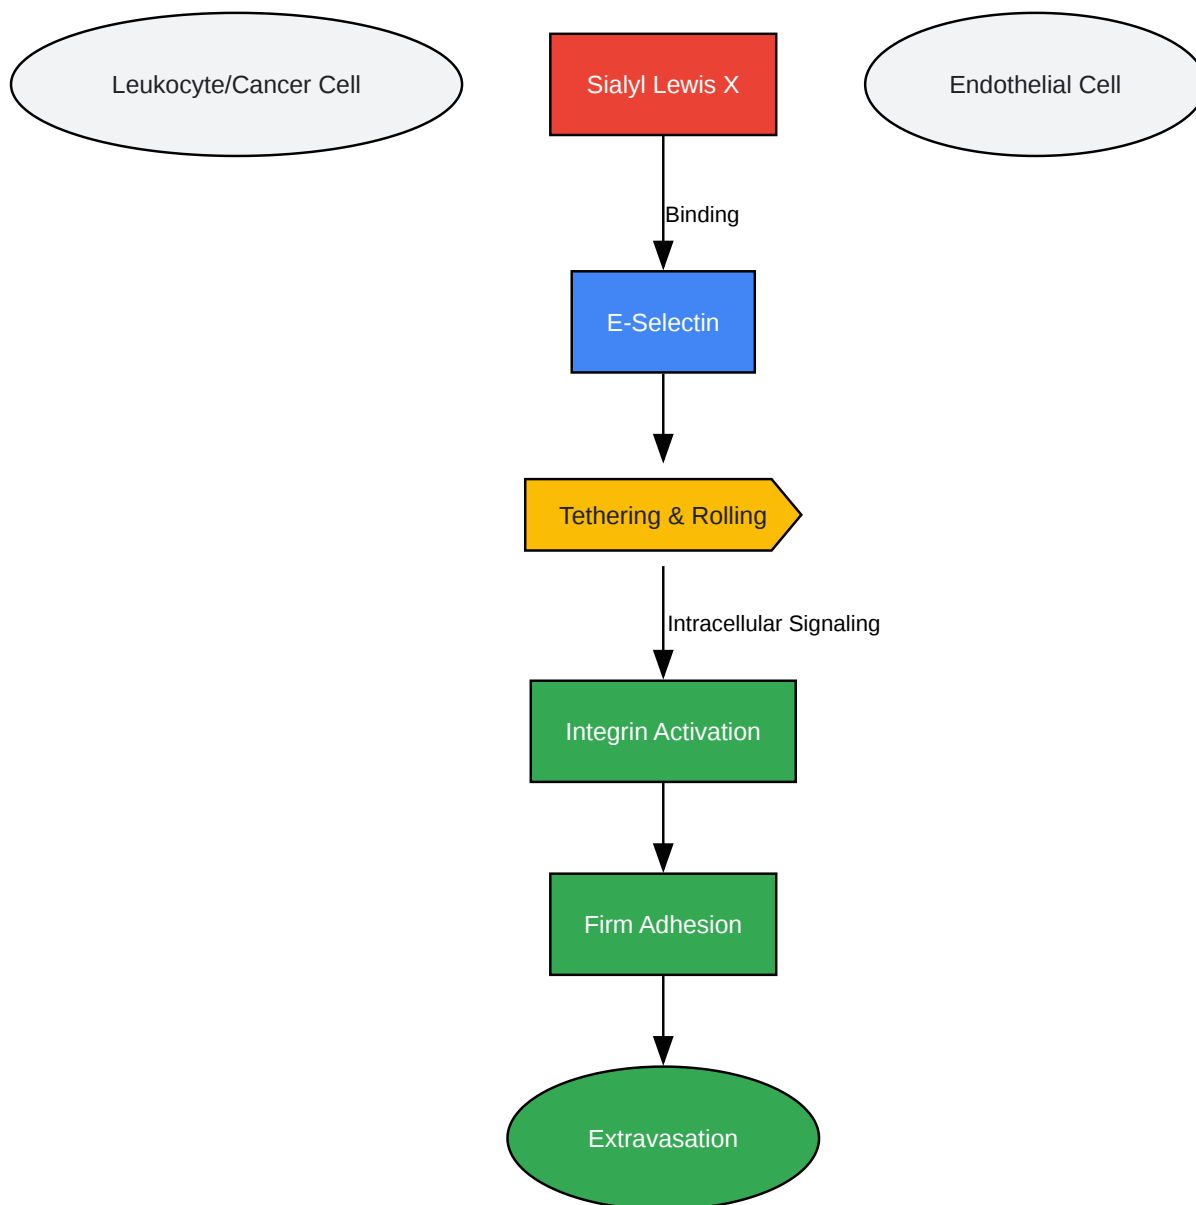 Leukocyte/Cancer Cell
Sialyl Lewis X
Endothelial Cell
Binding
E-Selectin
Tethering & Rolling
Intracellular Signaling
Integrin Activation
Firm Adhesion
Extravasation